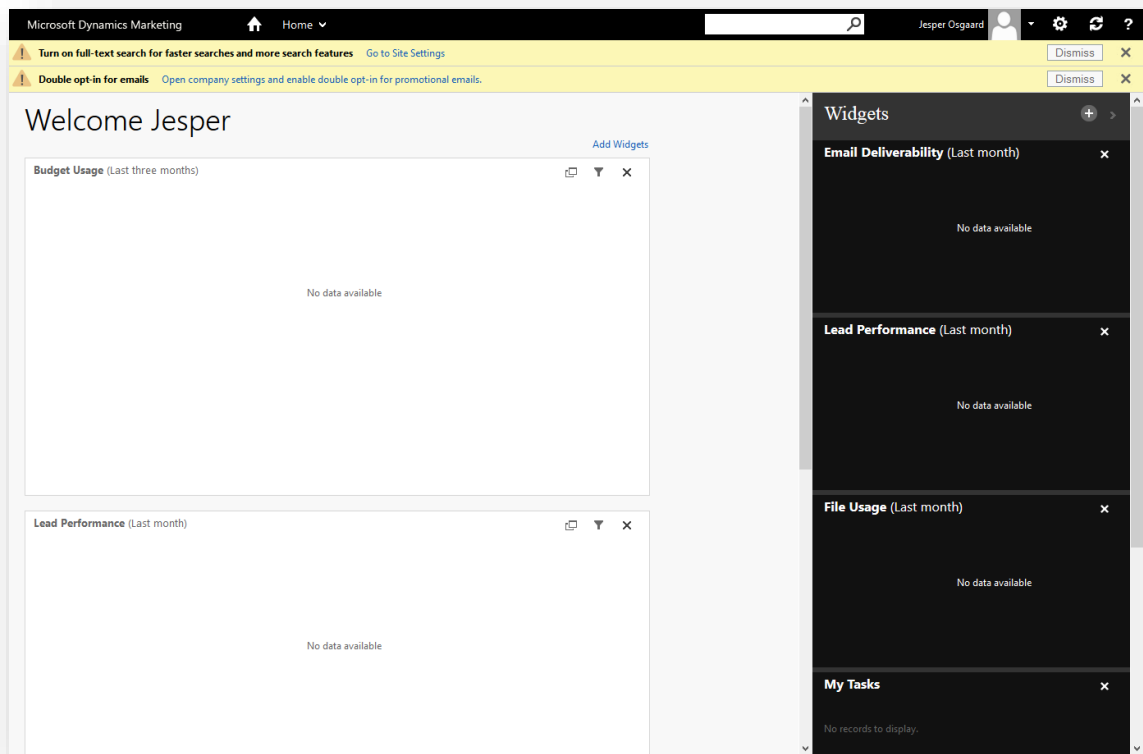 Microsoft Dynamics Marketing Home Jesper Osgaard ?
Turn on full-text search for faster searches and more search features Go to Site Settings Dismiss
Double opt-in for emails Open company settings and enable double opt-in for promotional emails. Dismiss
Welcome Jesper
Add Widgets
Budget Usage (Last three months)
No data available
Lead Performance (Last month)
No data available
Widgets
Email Deliverability (Last month)
No data available
Lead Performance (Last month)
No data available
File Usage (Last month)
No data available
My Tasks
No records to display.